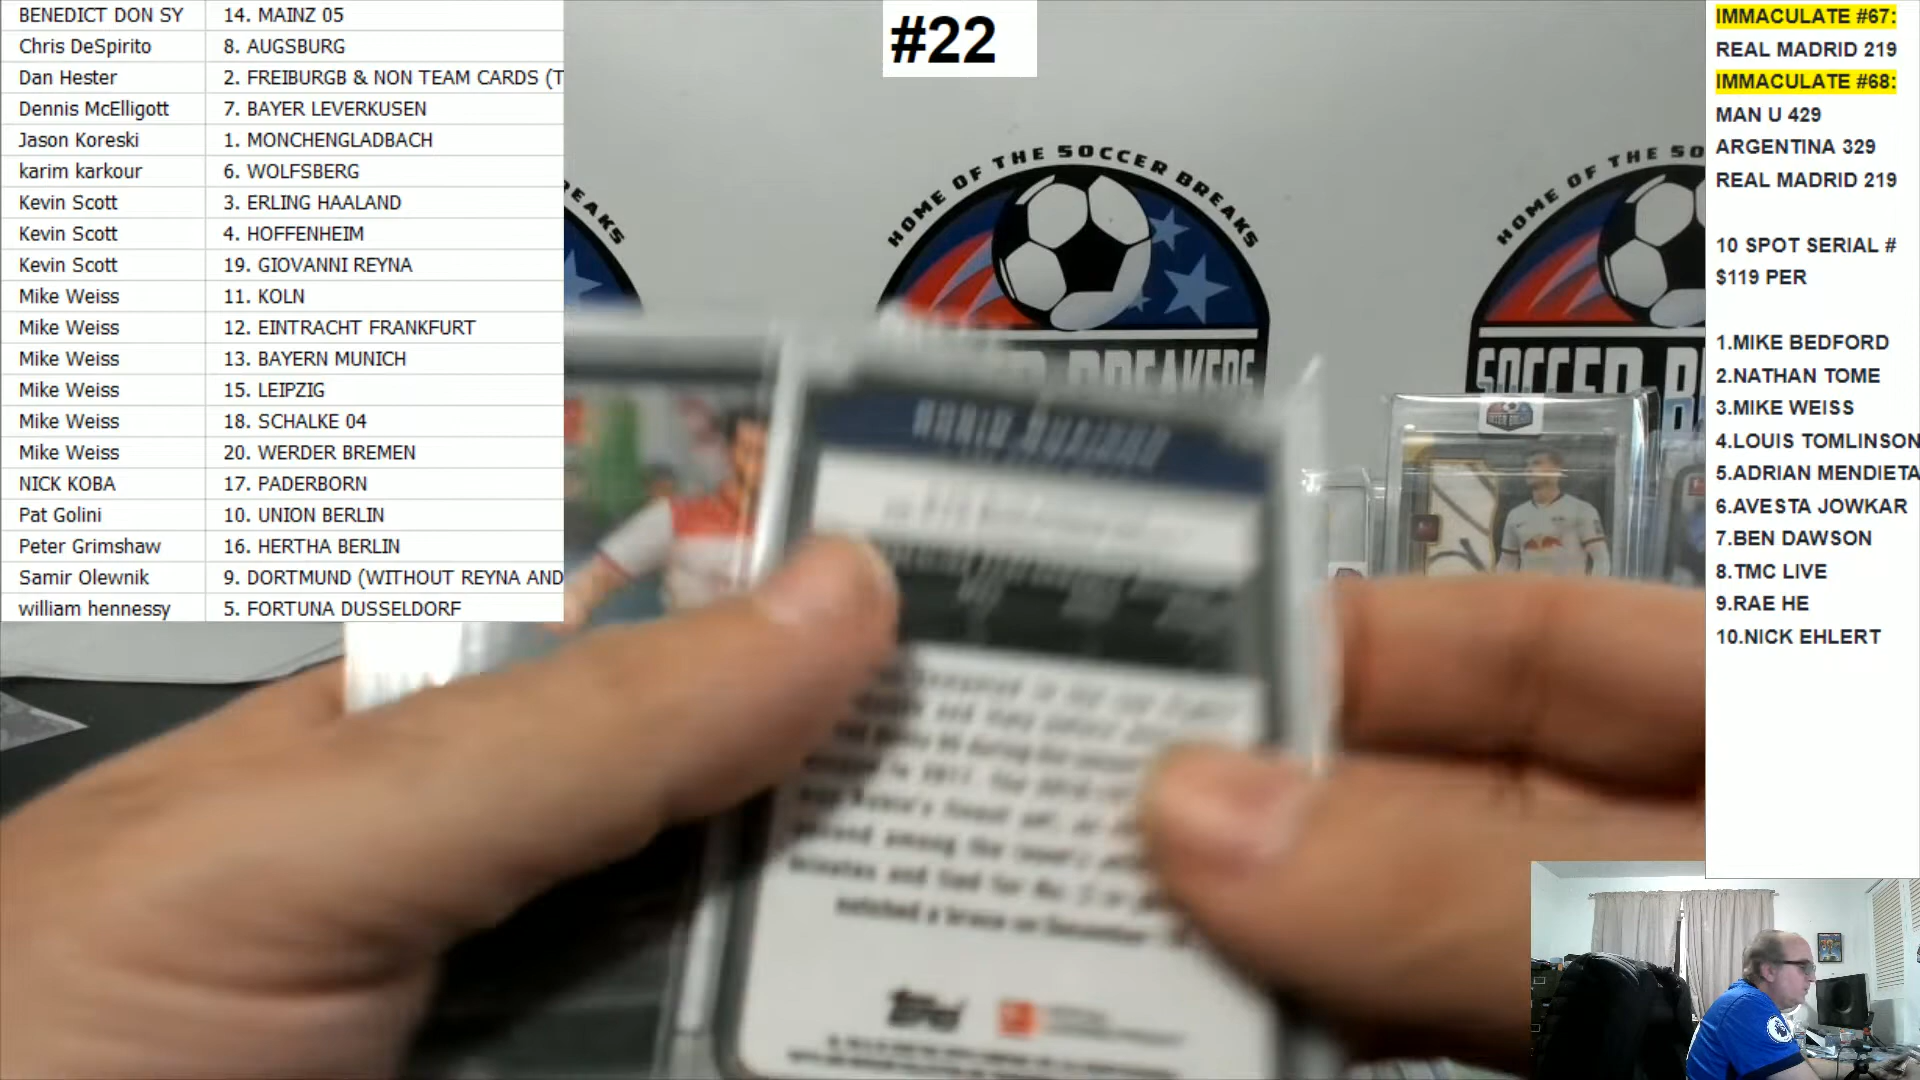 BENEDICT DON SY 14. MAINZ 05
Chris DeSpirito 8. AUGSBURG
Dan Hester 2. FREIBURGB & NON TEAM CARDS (T
Dennis McElligott 7. BAYER LEVERKUSEN
Jason Koreski 1. MONCHENGLADBACH
karim karkour 6. WOLFSBERG
Kevin Scott 3. ERLING HAALAND
Kevin Scott 4. HOFFENHEIM
Kevin Scott 19. GIOVANNI REYNA
Mike Weiss 11. KOLN
Mike Weiss 12. EINTRACHT FRANKFURT
Mike Weiss 13. BAYERN MUNICH
Mike Weiss 15. LEIPZIG
Mike Weiss 18. SCHALKE 04
Mike Weiss 20. WERDER BREMEN
NICK KOBA 17. PADERBORN
Pat Golini 10. UNION BERLIN
Peter Grimshaw 16. HERTHA BERLIN
Samir Olewnik 9. DORTMUND (WITHOUT REYNA AND
william hennessy 5. FORTUNA DUSSELDORF
#22
EAKS
HOME OF THE SOCCER BREAKS
BREAKERS
HOME OF THE SO
SOCCER B
topps
IMMACULATE #67:
REAL MADRID 219
IMMACULATE #68:
MAN U 429
ARGENTINA 329
REAL MADRID 219
10 SPOT SERIAL #
$119 PER
1.MIKE BEDFORD
2.NATHAN TOME
3.MIKE WEISS
4.LOUIS TOMLINSON
5.ADRIAN MENDIETA
6.AVESTA JOWKAR
7.BEN DAWSON
8.TMC LIVE
9.RAE HE
10.NICK EHLERT